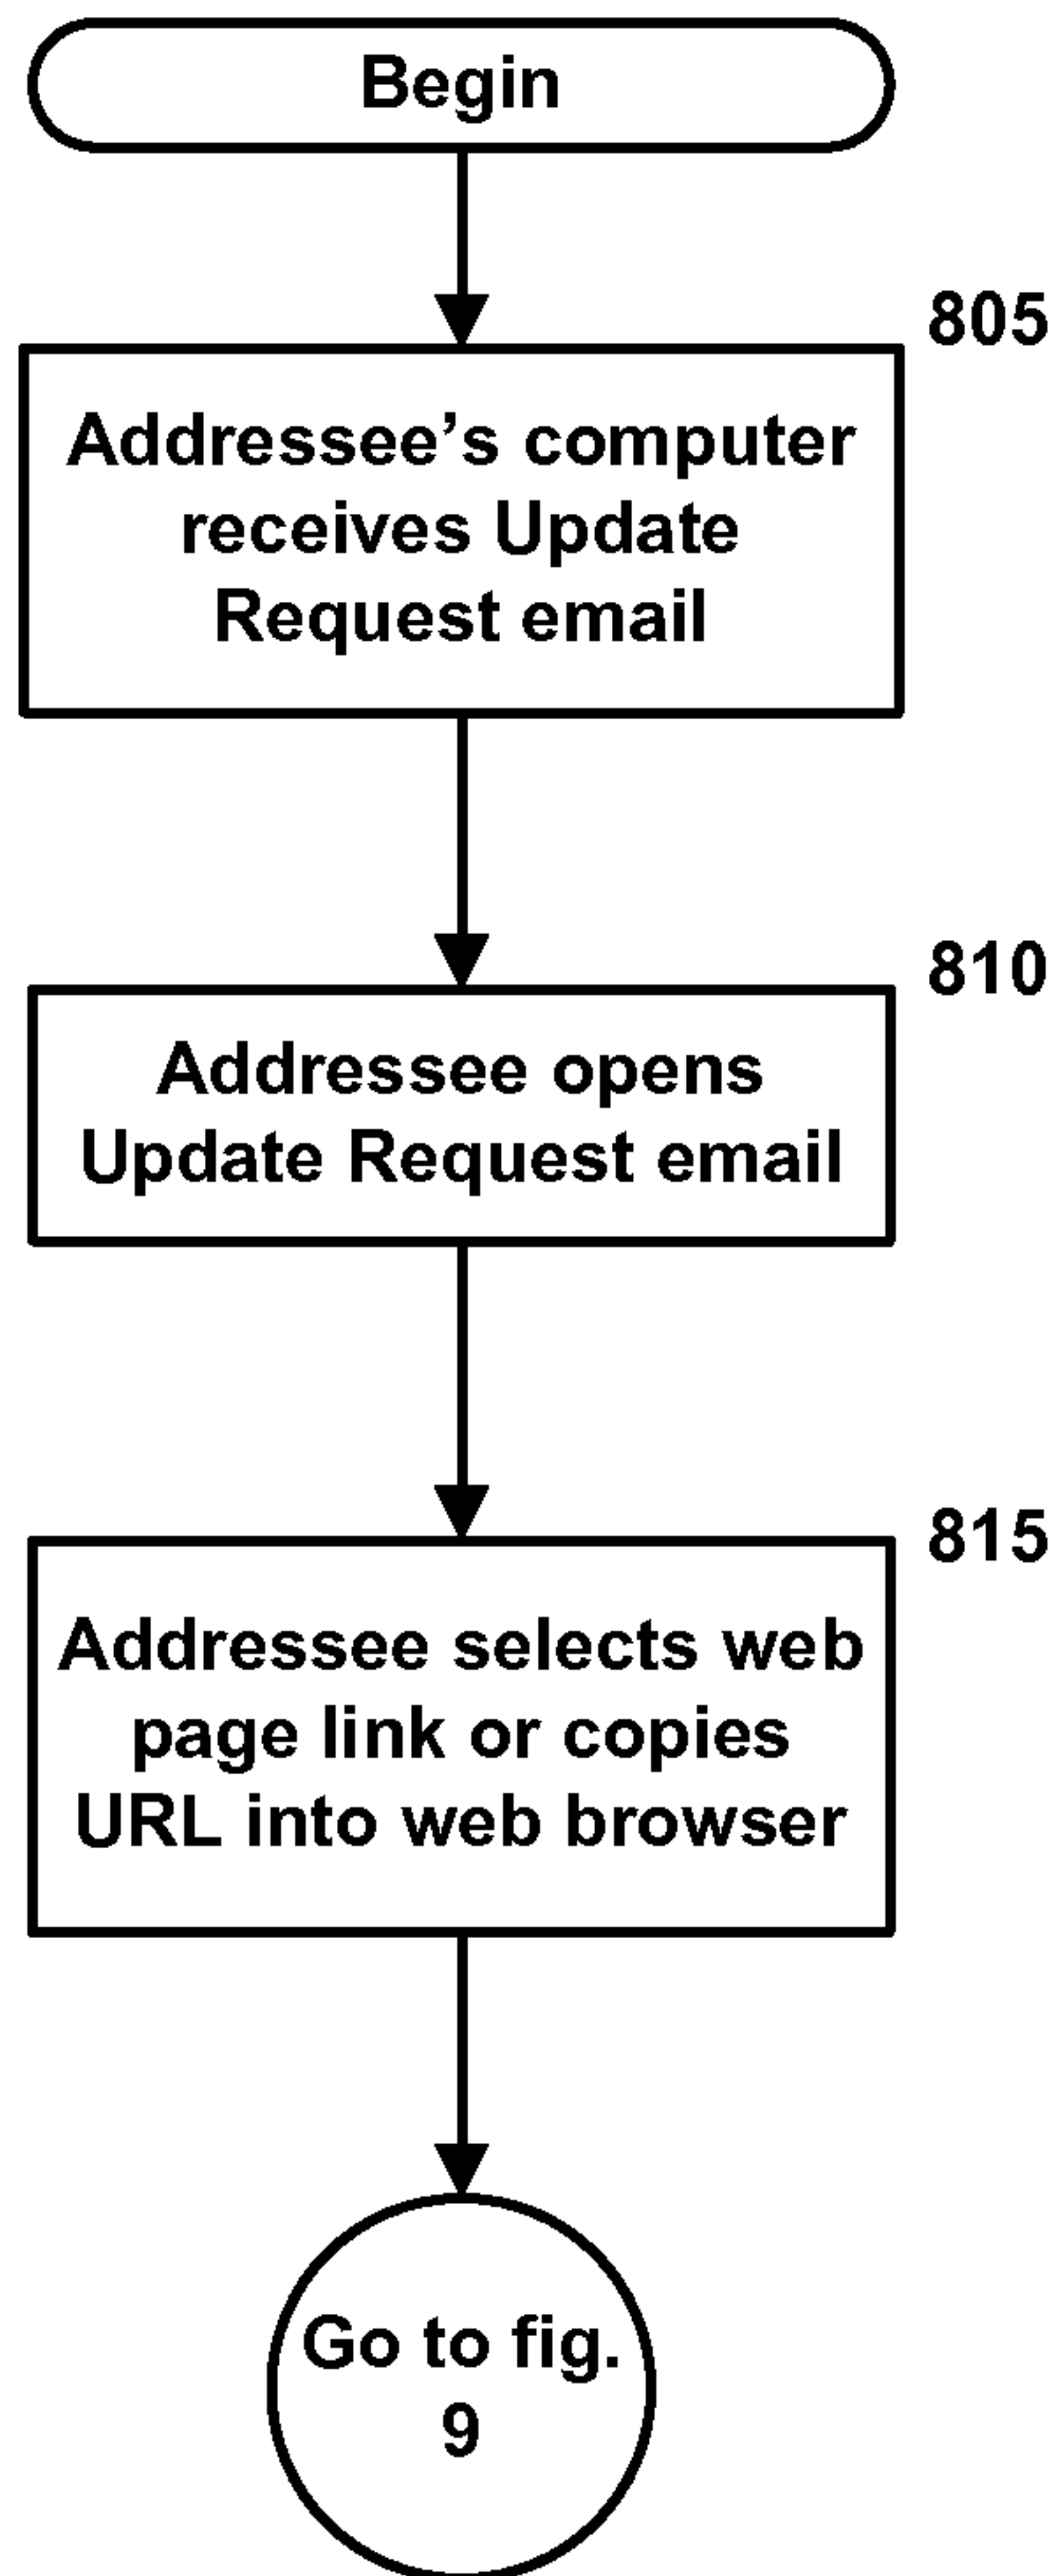 Begin
805
Addressee’s computer
receives Update
Request email
810
Addressee opens
Update Request email
815
Addressee selects web
page link or copies
URL into web browser
Go to fig.
9